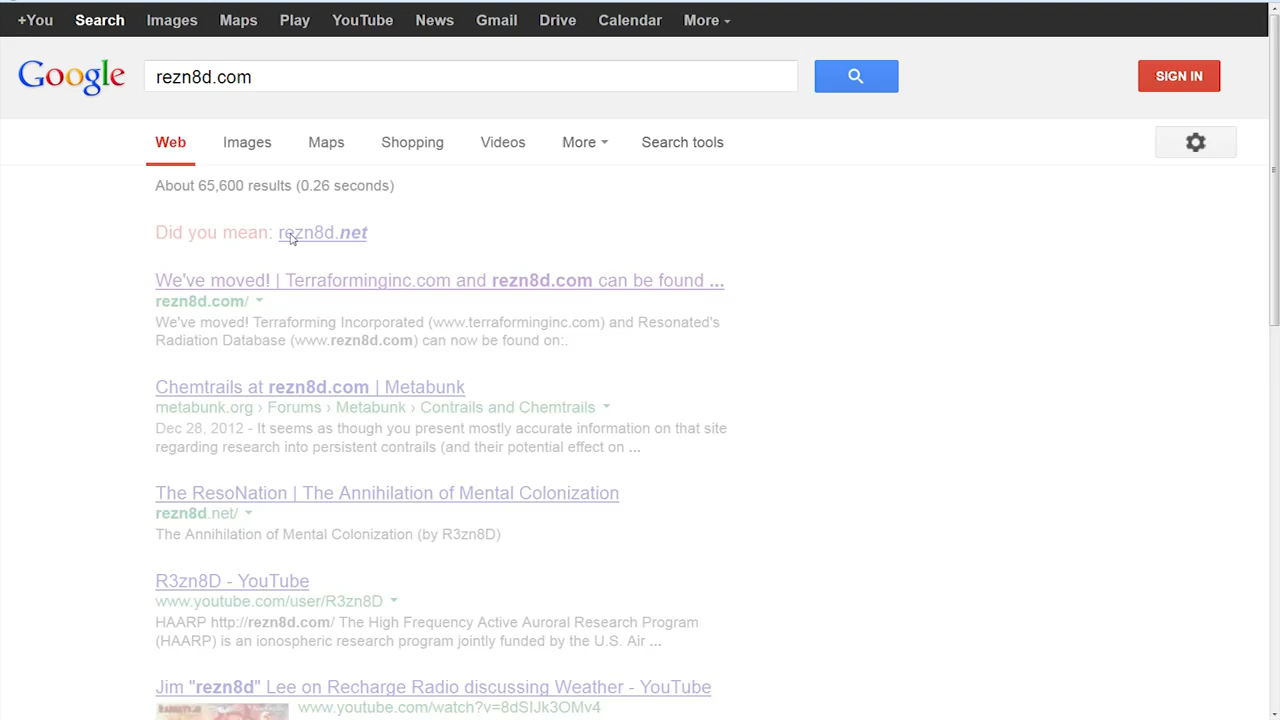 +You Search Images Maps Play YouTube News Gmail Drive Calendar More
Google rezn8d.com SIGN IN
Web Images Maps Shopping Videos More Search tools
About 65,600 results (0.26 seconds)
Did you mean: rezn8d.net
We've moved! | Terraforminginc.com and rezn8d.com can be found ...
rezn8d.com/
We've moved! Terraforming Incorporated (www.terraforminginc.com) and Resonated's
Radiation Database (www.rezn8d.com) can now be found on:.
Chemtrails at rezn8d.com | Metabunk
metabunk.org › Forums › Metabunk › Contrails and Chemtrails
Dec 28, 2012 - It seems as though you present mostly accurate information on that site
regarding research into persistent contrails (and their potential effect on ...
The ResoNation | The Annihilation of Mental Colonization
rezn8d.net/
The Annihilation of Mental Colonization (by R3zn8D)
R3zn8D - YouTube
www.youtube.com/user/R3zn8D
HAARP http://rezn8d.com/ The High Frequency Active Auroral Research Program
(HAARP) is an ionospheric research program jointly funded by the U.S. Air ...
Jim "rezn8d" Lee on Recharge Radio discussing Weather - YouTube
www.youtube.com/watch?v=8dSIJk3OMv4